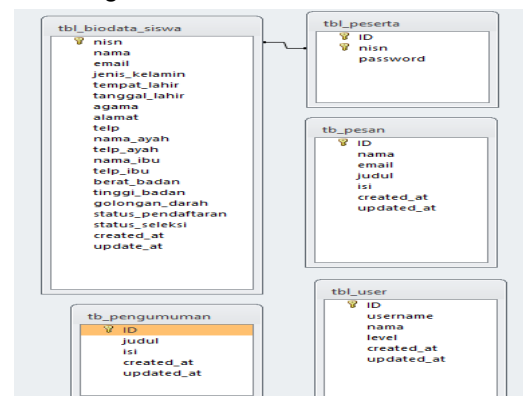 tbl_biodata_siswa
nisn
nama
email
jenis_kelamin
tempat_lahir
tanggal_lahir
agama
alamat
telp
nama_ayah
telp_ayah
nama_ibu
telp_ibu
berat_badan
tinggi_badan
golongan_darah
status_pendaftaran
status_seleksi
created_at
update_at
tbl_peserta
ID
nisn
password
tb_pesan
ID
nama
email
judul
isi
created_at
updated_at
tb_pengumuman
ID
judul
isi
created_at
updated_at
tbl_user
ID
username
nama
level
created_at
updated_at